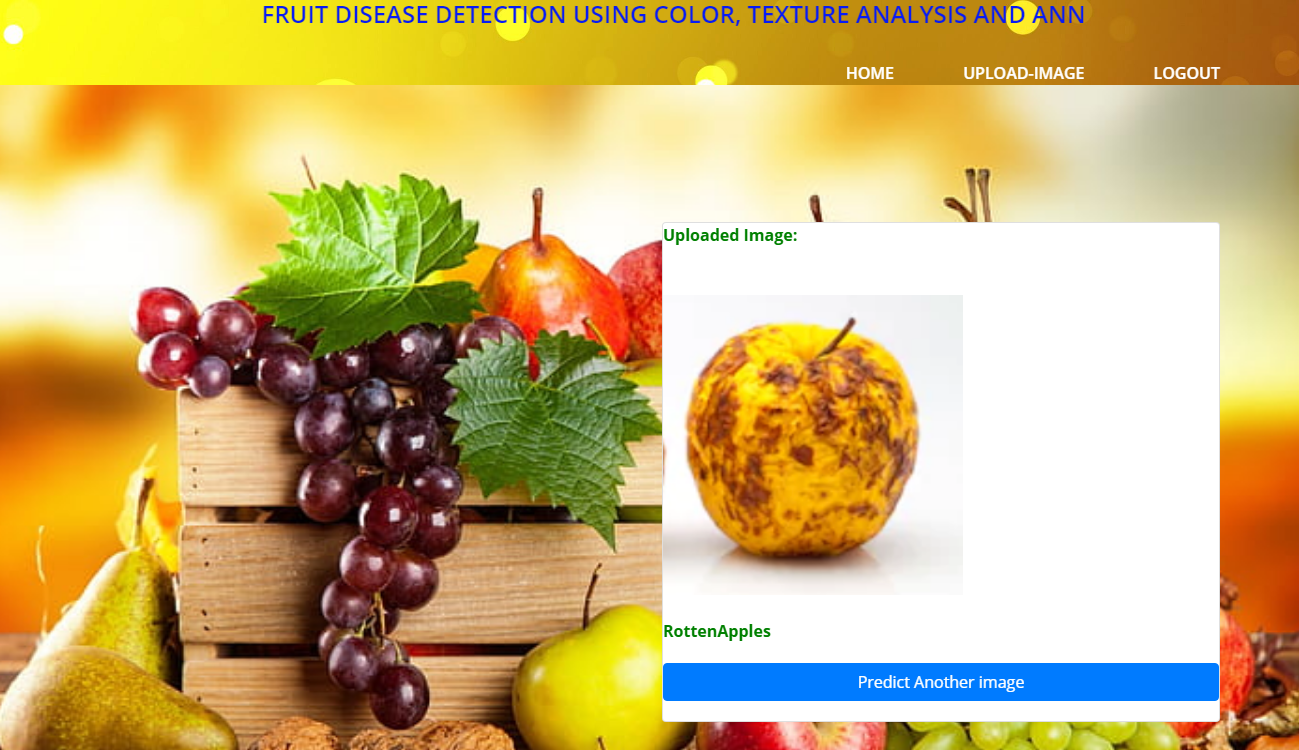 FRUIT DISEASE DETECTION USING COLOR, TEXTURE ANALYSIS AND ANN
HOME UPLOAD-IMAGE LOGOUT
Uploaded Image:
RottenApples
Predict Another image